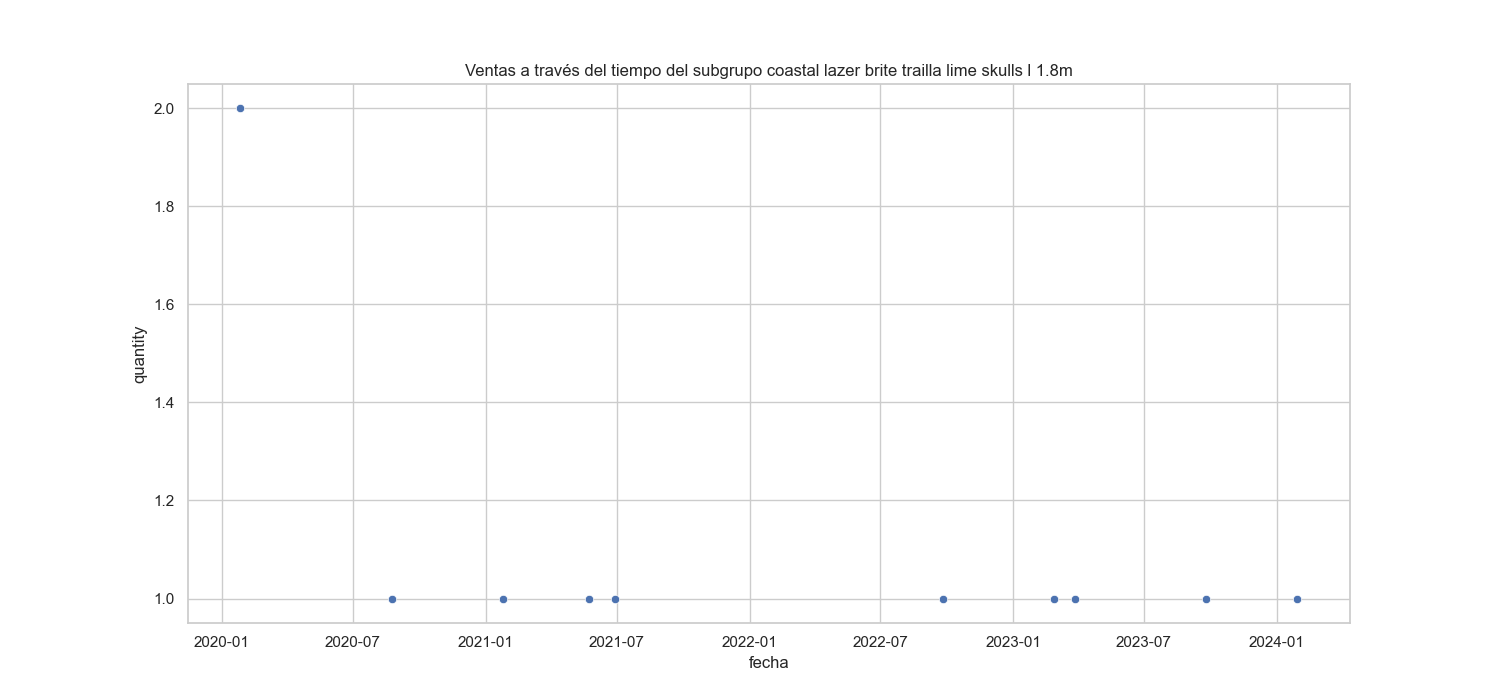 Ventas a través del tiempo del subgrupo coastal lazer brite trailla lime skulls l 1.8m
2.0
1.8
1.6
1.4
1.2
1.0
quantity
2020-01 2020-07 2021-01 2021-07 2022-01 2022-07 2023-01 2023-07 2024-01
fecha